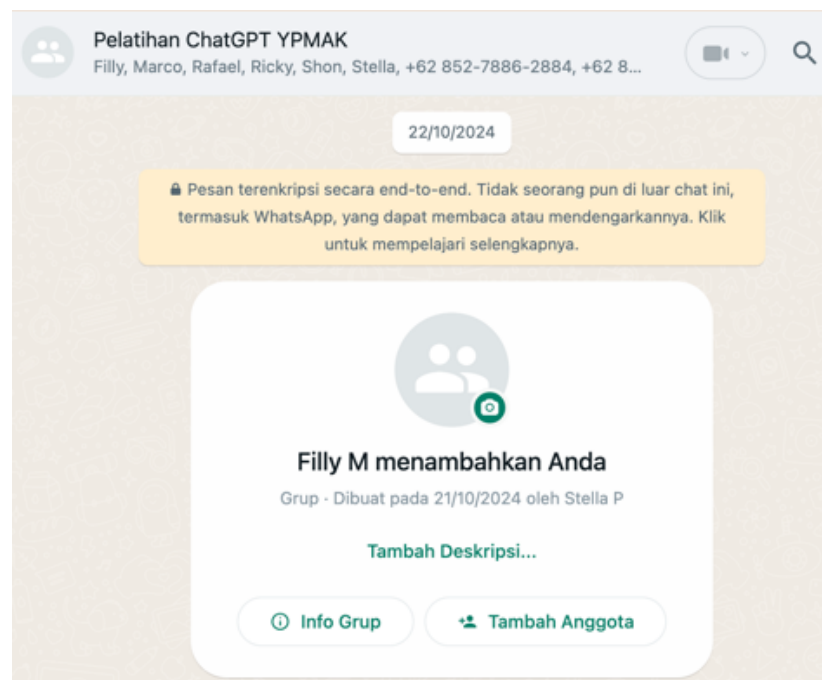 Pelatihan ChatGPT YPMAK
Filly, Marco, Rafael, Ricky, Shon, Stella, +62 852-7886-2884, +62 8...
22/10/2024
Pesan terenkripsi secara end-to-end. Tidak seorang pun di luar chat ini,
termasuk WhatsApp, yang dapat membaca atau mendengarkannya. Klik
untuk mempelajari selengkapnya.
Filly M menambahkan Anda
Grup · Dibuat pada 21/10/2024 oleh Stella P
Tambah Deskripsi...
Info Grup
Tambah Anggota